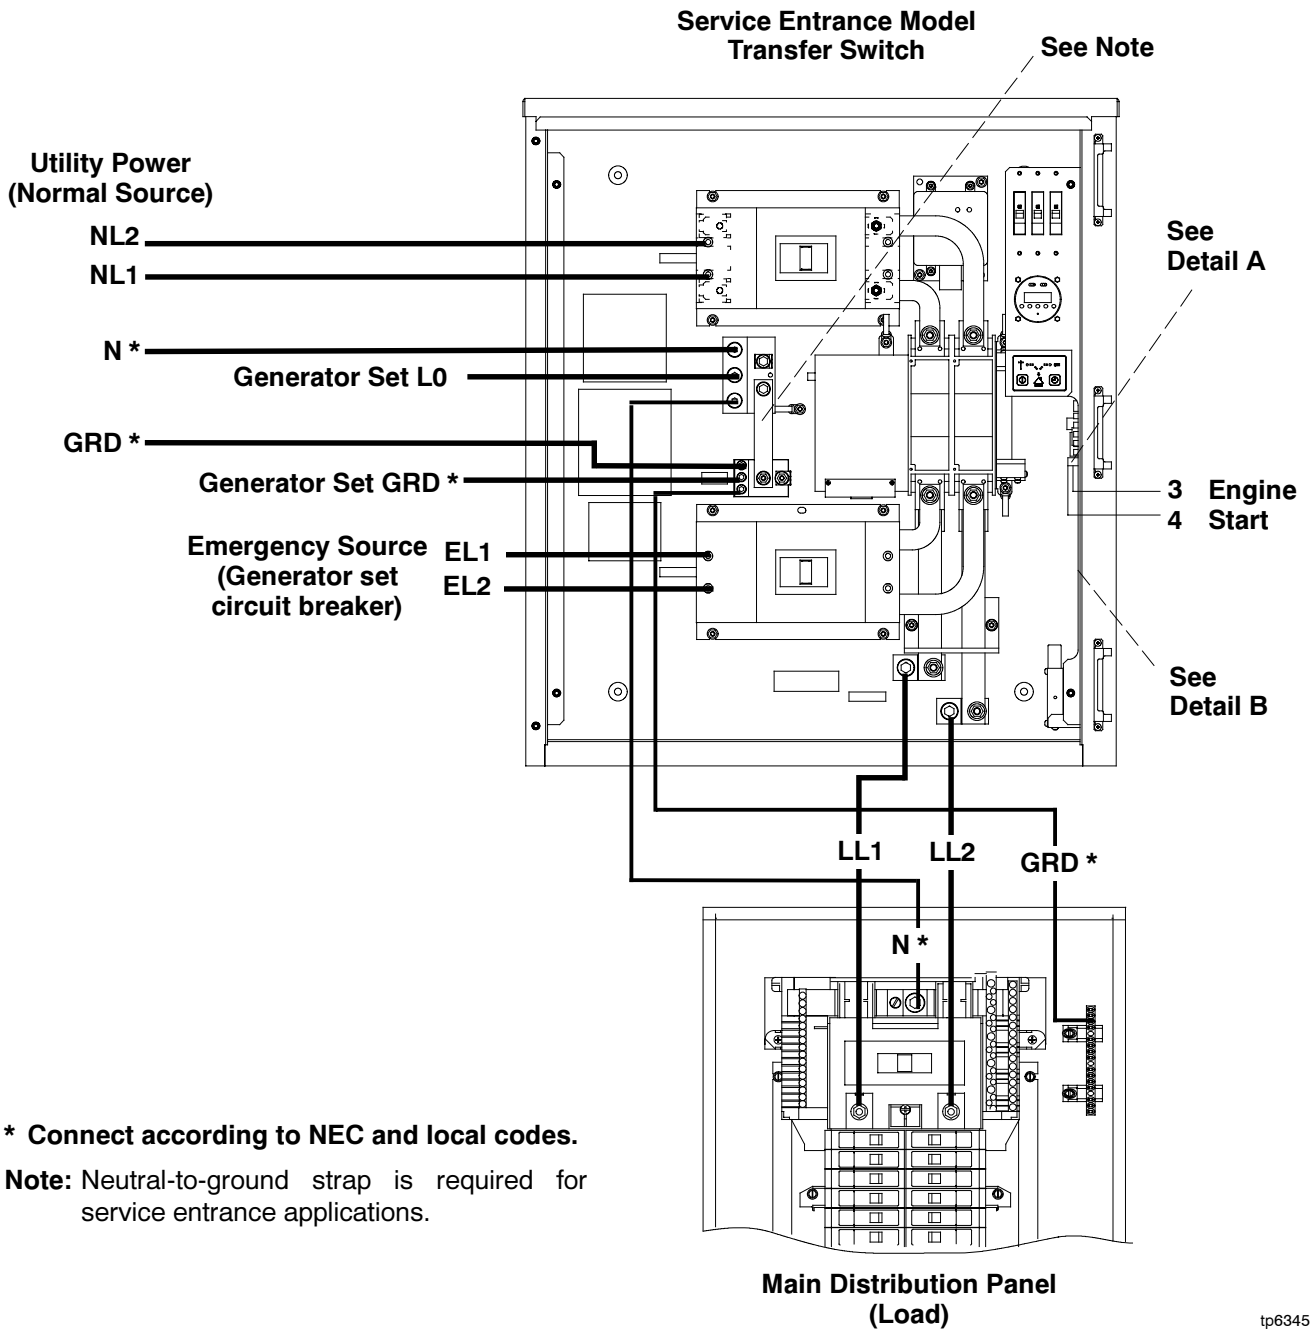 Service Entrance Model
Transfer Switch
See Note
Utility Power
(Normal Source)
NL2
NL1
See
Detail A
N *
Generator Set L0
GRD *
Generator Set GRD *
3 Engine
4 Start
Emergency Source
(Generator set
circuit breaker)
EL1
EL2
See
Detail B
LL1
LL2
GRD *
N *
* Connect according to NEC and local codes.
Note: Neutral-to-ground strap is required for
service entrance applications.
Main Distribution Panel
(Load)
tp6345